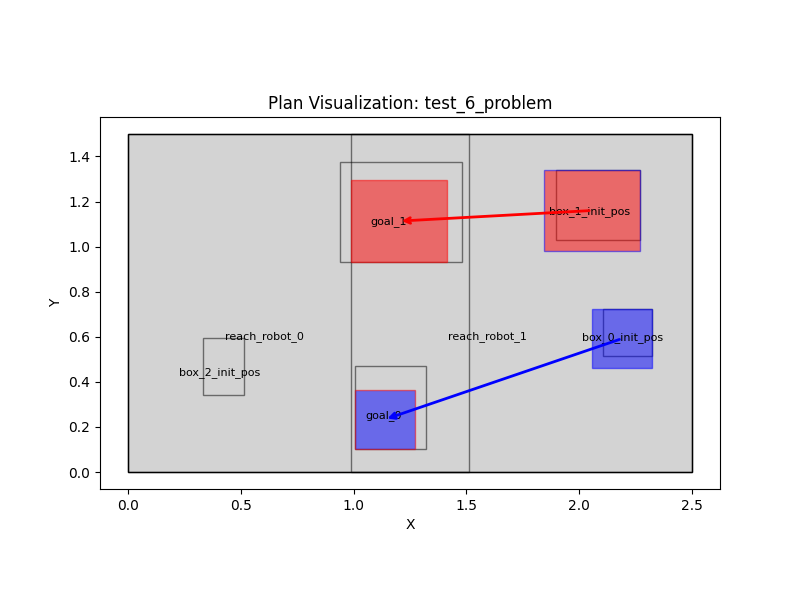 Plan Visualization: test_6_problem
Y
1.4
1.2
1.0
0.8
0.6
0.4
0.2
0.0
goal_1
box_1_init_pos
reach_robot_0
reach_robot_1
box_0_init_pos
box_2_init_pos
goal_0
0.0
0.5
1.0
1.5
2.0
2.5
X